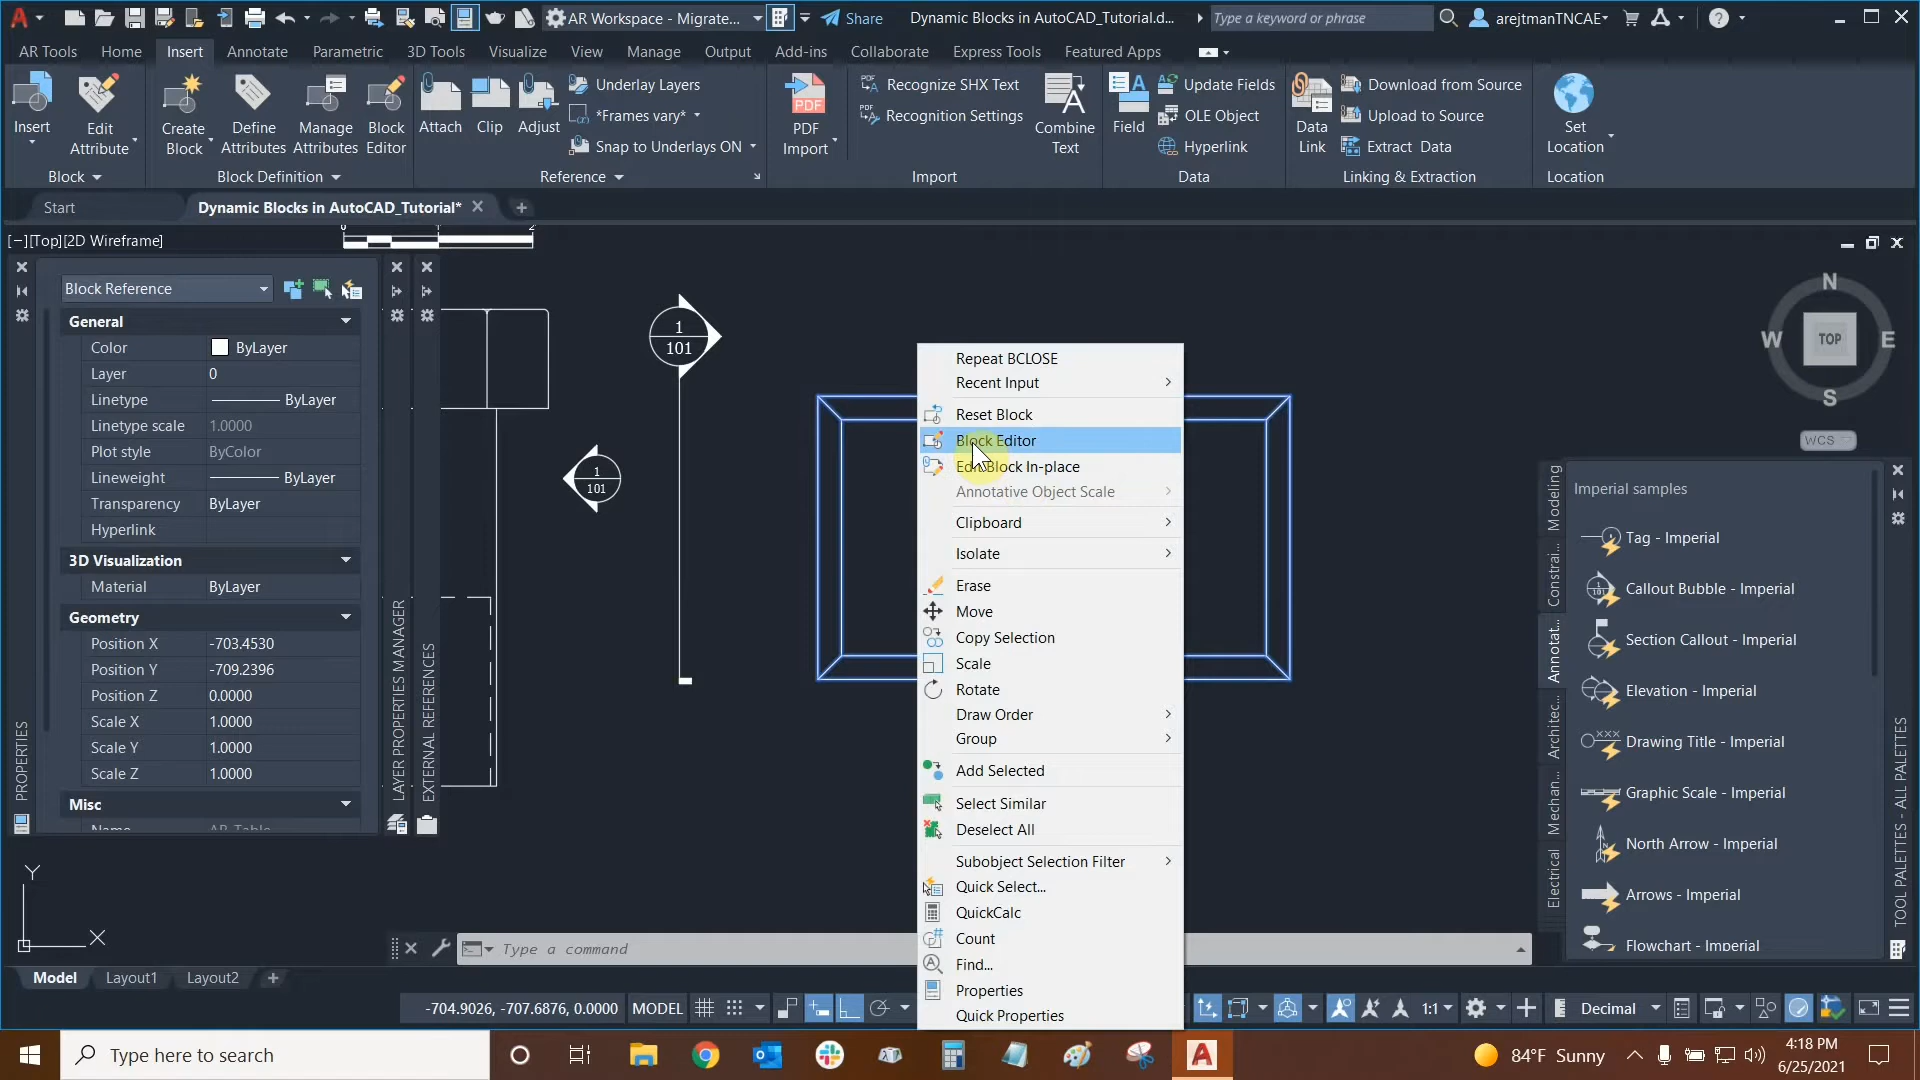 AR Workspace - Migrate...
Share
Dynamic Blocks in AutoCAD_Tutorial.d...
Type a keyword or phrase
arejtmanTNCAE
AR Tools
Home
Insert
Annotate
Parametric
3D Tools
Visualize
View
Manage
Output
Add-ins
Collaborate
Express Tools
Featured Apps
Insert
Edit
Attribute
Create
Block
Define
Attributes
Manage
Attributes
Block
Editor
Attach
Clip
Adjust
Underlay Layers
*Frames vary*
Snap to Underlays ON
PDF
Import
Recognize SHX Text
Recognition Settings
Combine
Text
Field
Update Fields
OLE Object
Hyperlink
Data
Link
Download from Source
Upload to Source
Extract Data
Set
Location
Block
Block Definition
Reference
Import
Data
Linking & Extraction
Location
Start
Dynamic Blocks in AutoCAD_Tutorial*
[−][Top][2D Wireframe]
Block Reference
General
Color
ByLayer
Layer
0
Linetype
ByLayer
Linetype scale
1.0000
Plot style
ByColor
Lineweight
ByLayer
Transparency
ByLayer
Hyperlink
3D Visualization
Material
ByLayer
Geometry
Position X
-703.4530
Position Y
-709.2396
Position Z
0.0000
Scale X
1.0000
Scale Y
1.0000
Scale Z
1.0000
Misc
PROPERTIES
LAYER PROPERTIES MANAGER
EXTERNAL REFERENCES
1
101
1
101
Repeat BCLOSE
Recent Input
Reset Block
Block Editor
Edit Block In-place
Annotative Object Scale
Clipboard
Isolate
Erase
Move
Copy Selection
Scale
Rotate
Draw Order
Group
Add Selected
Select Similar
Deselect All
Subobject Selection Filter
Quick Select...
QuickCalc
Count
Find...
Properties
Quick Properties
N
W
TOP
E
S
WCS
Modeling
Constrai...
Annotat...
Architec...
Mechan...
Electrical
Imperial samples
Tag - Imperial
Callout Bubble - Imperial
Section Callout - Imperial
Elevation - Imperial
Drawing Title - Imperial
Graphic Scale - Imperial
North Arrow - Imperial
Arrows - Imperial
Flowchart - Imperial
TOOL PALETTES - ALL PALETTES
Y
X
Type a command
Model
Layout1
Layout2
-704.9026, -707.6876, 0.0000
MODEL
1:1
Decimal
Type here to search
84°F Sunny
4:18 PM
6/25/2021